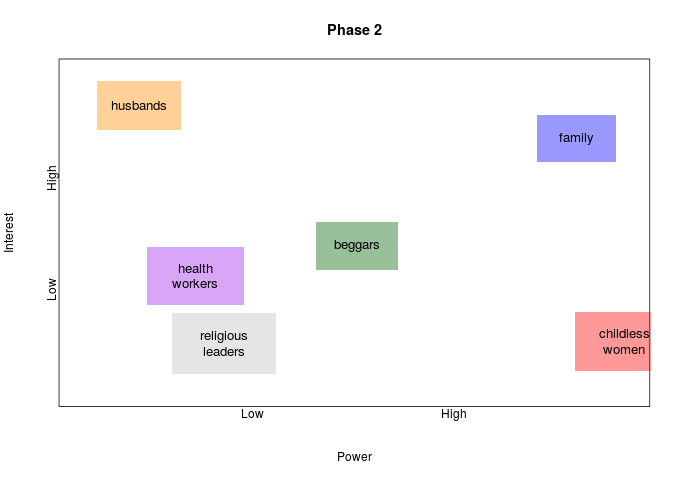 Phase 2
husbands
family
High
Interest
beggars
health
workers
Low
religious
leaders
childless
women
Low
High
Power